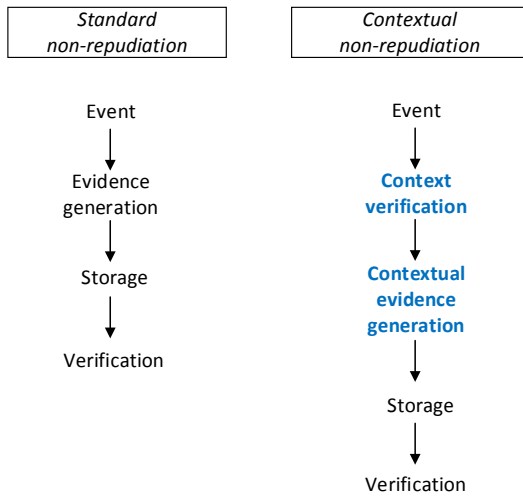 Standard
non-repudiation
Event
Evidence
generation
Storage
Verification
Contextual
non-repudiation
Event
Context
verification
Contextual
evidence
generation
Storage
Verification